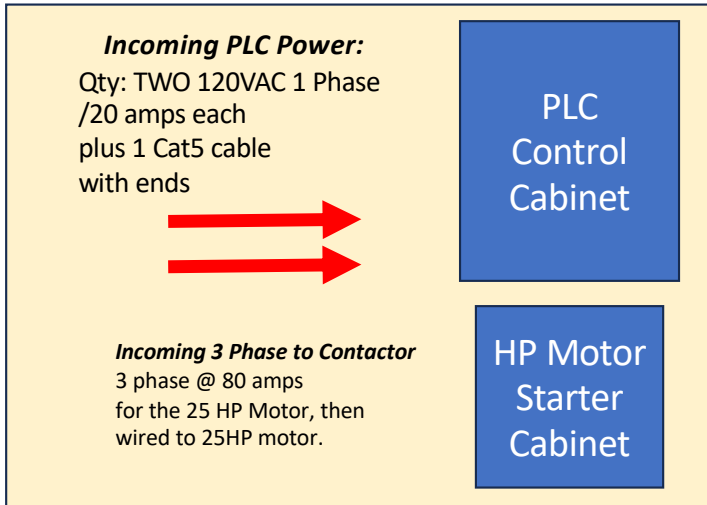 Incoming PLC Power:
Qty: TWO 120VAC 1 Phase
/20 amps each
plus 1 Cat5 cable
with ends
PLC
Control
Cabinet
Incoming 3 Phase to Contactor
3 phase @ 80 amps
for the 25 HP Motor, then
wired to 25HP motor.
HP Motor
Starter
Cabinet